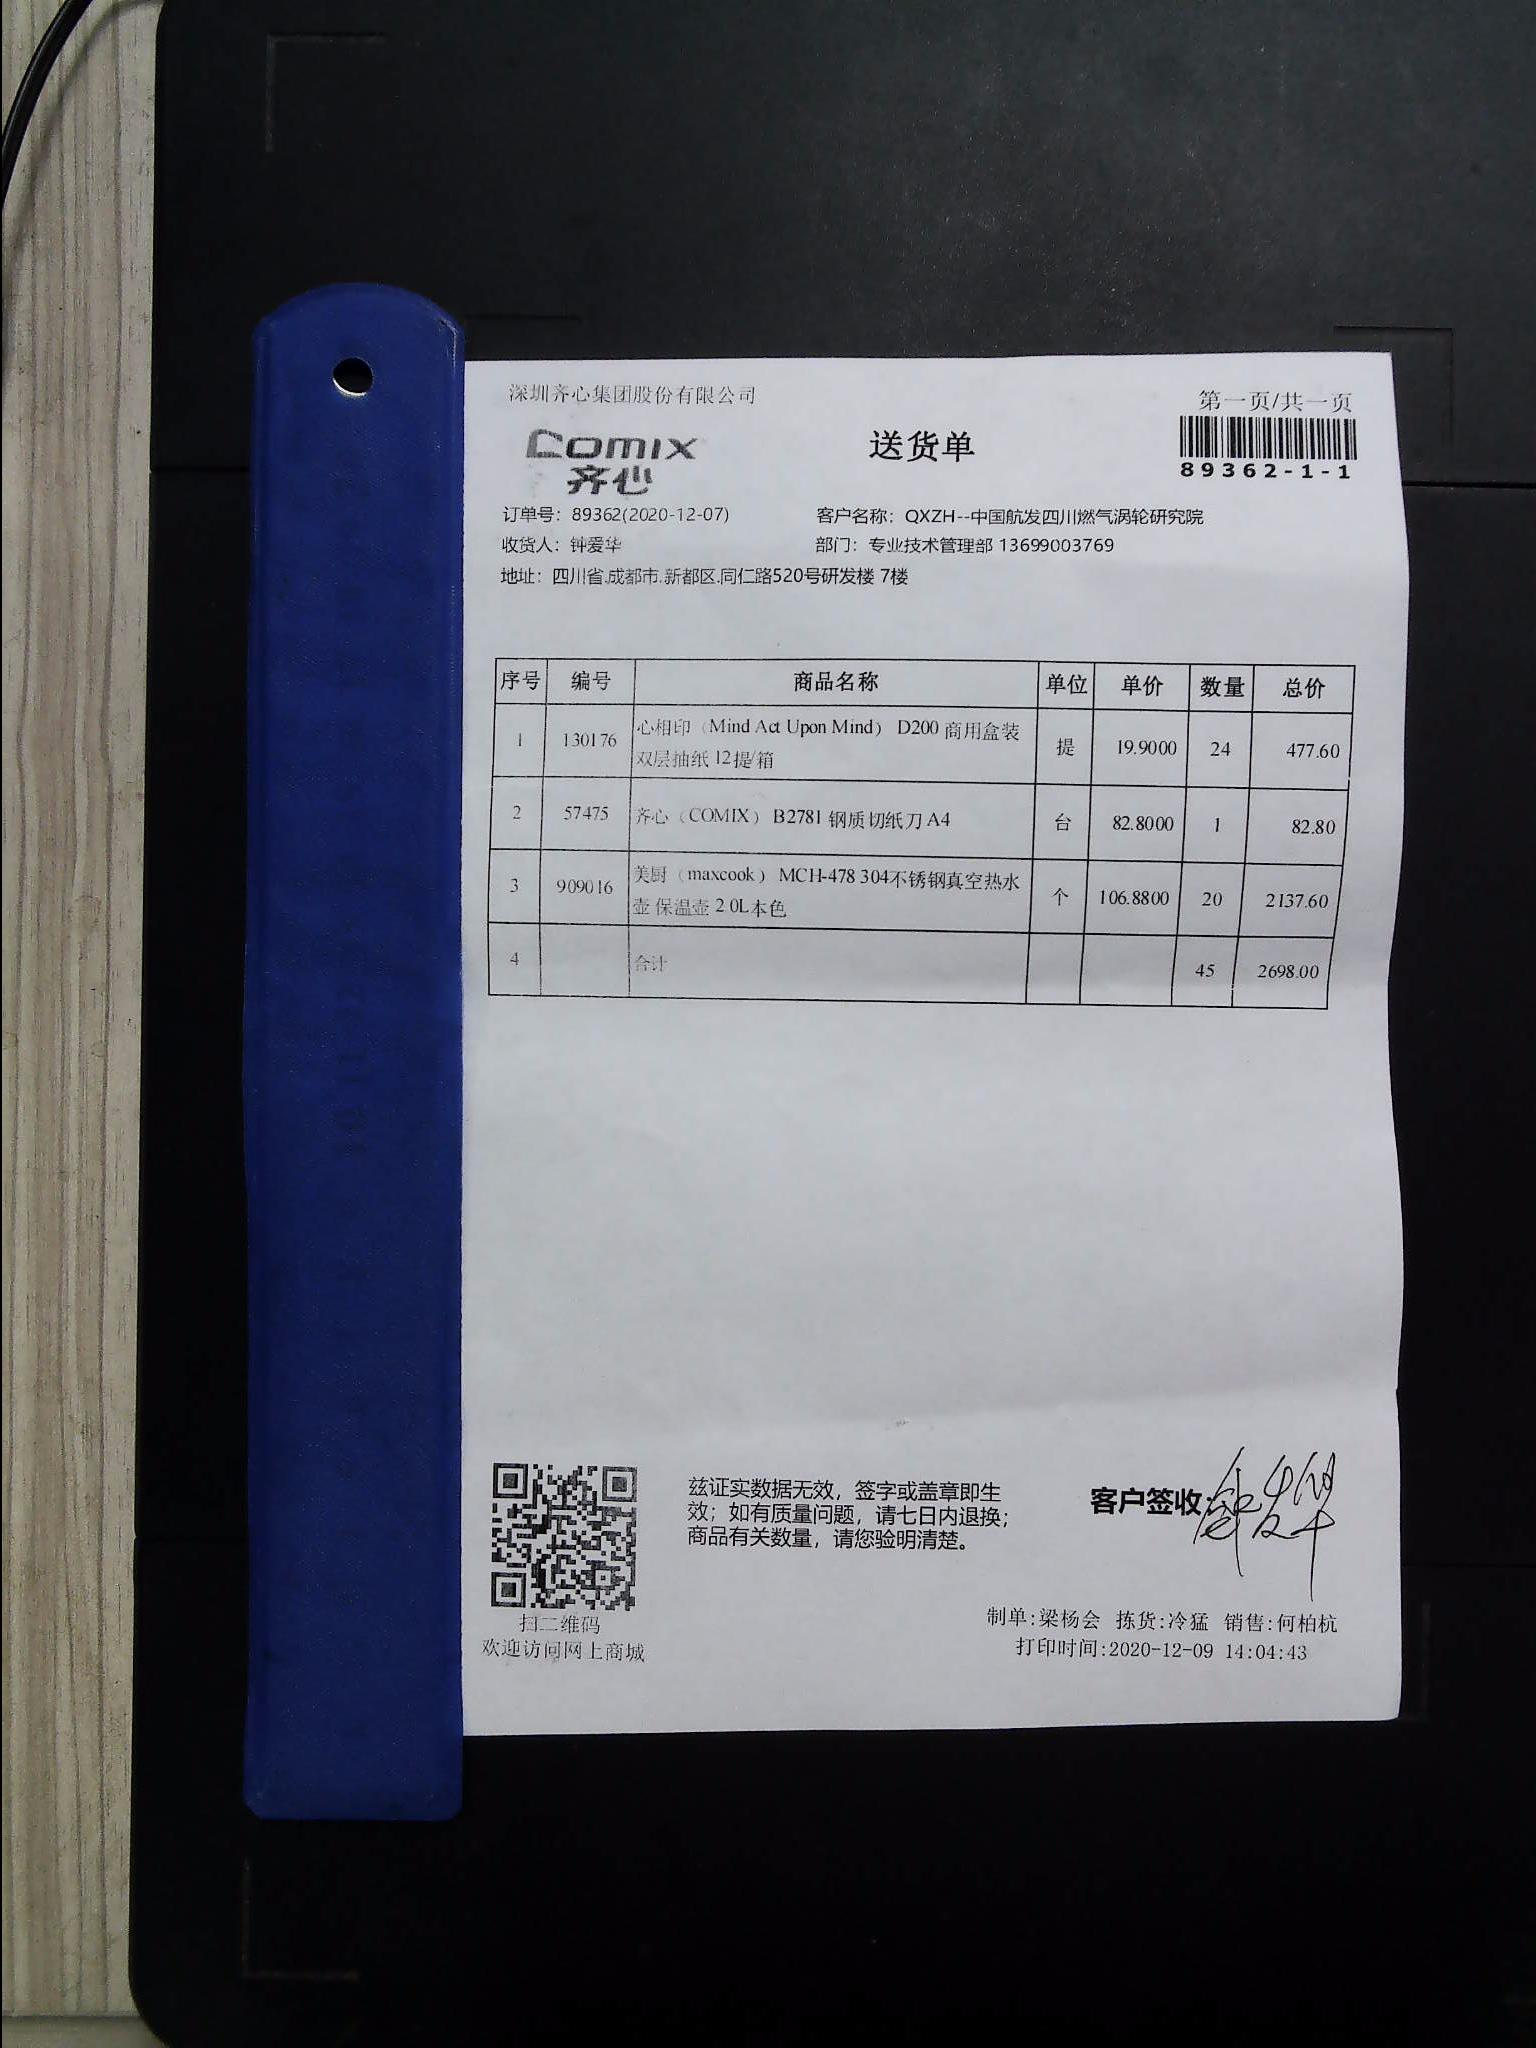 深圳齐心集团股份有限公司
第一页/共一页
comix
齐心
送货单
89362-1-1
订单号：89362(2020-12-07)
客户名称：QXZH--中国航发四川燃气涡轮研究院
收货人：钟爱华
部门：专业技术管理部 13699003769
地址：四川省.成都市.新都区.同仁路520号研发楼 7楼
序号 编号 商品名称 单位 单价 数量 总价
1 130176 心相印（Mind Act Upon Mind） D200 商用盒装双层抽纸 12提/箱 提 19.9000 24 477.60
2 57475 齐心（COMIX） B2781 钢质切纸刀 A4 台 82.8000 1 82.80
3 909016 美厨（maxcook） MCH-478 304不锈钢真空热水壶 保温壶 2.0L本色 个 106.8800 20 2137.60
4 合计 45 2698.00
兹证实数据无效，签字或盖章即生
效；如有质量问题，请七日内退换；
商品有关数量，请您验明清楚。
客户签收: 钟爱华
扫二维码
欢迎访问网上商城
制单:梁杨会 拣货:冷猛 销售:何柏杭
打印时间:2020-12-09 14:04:43